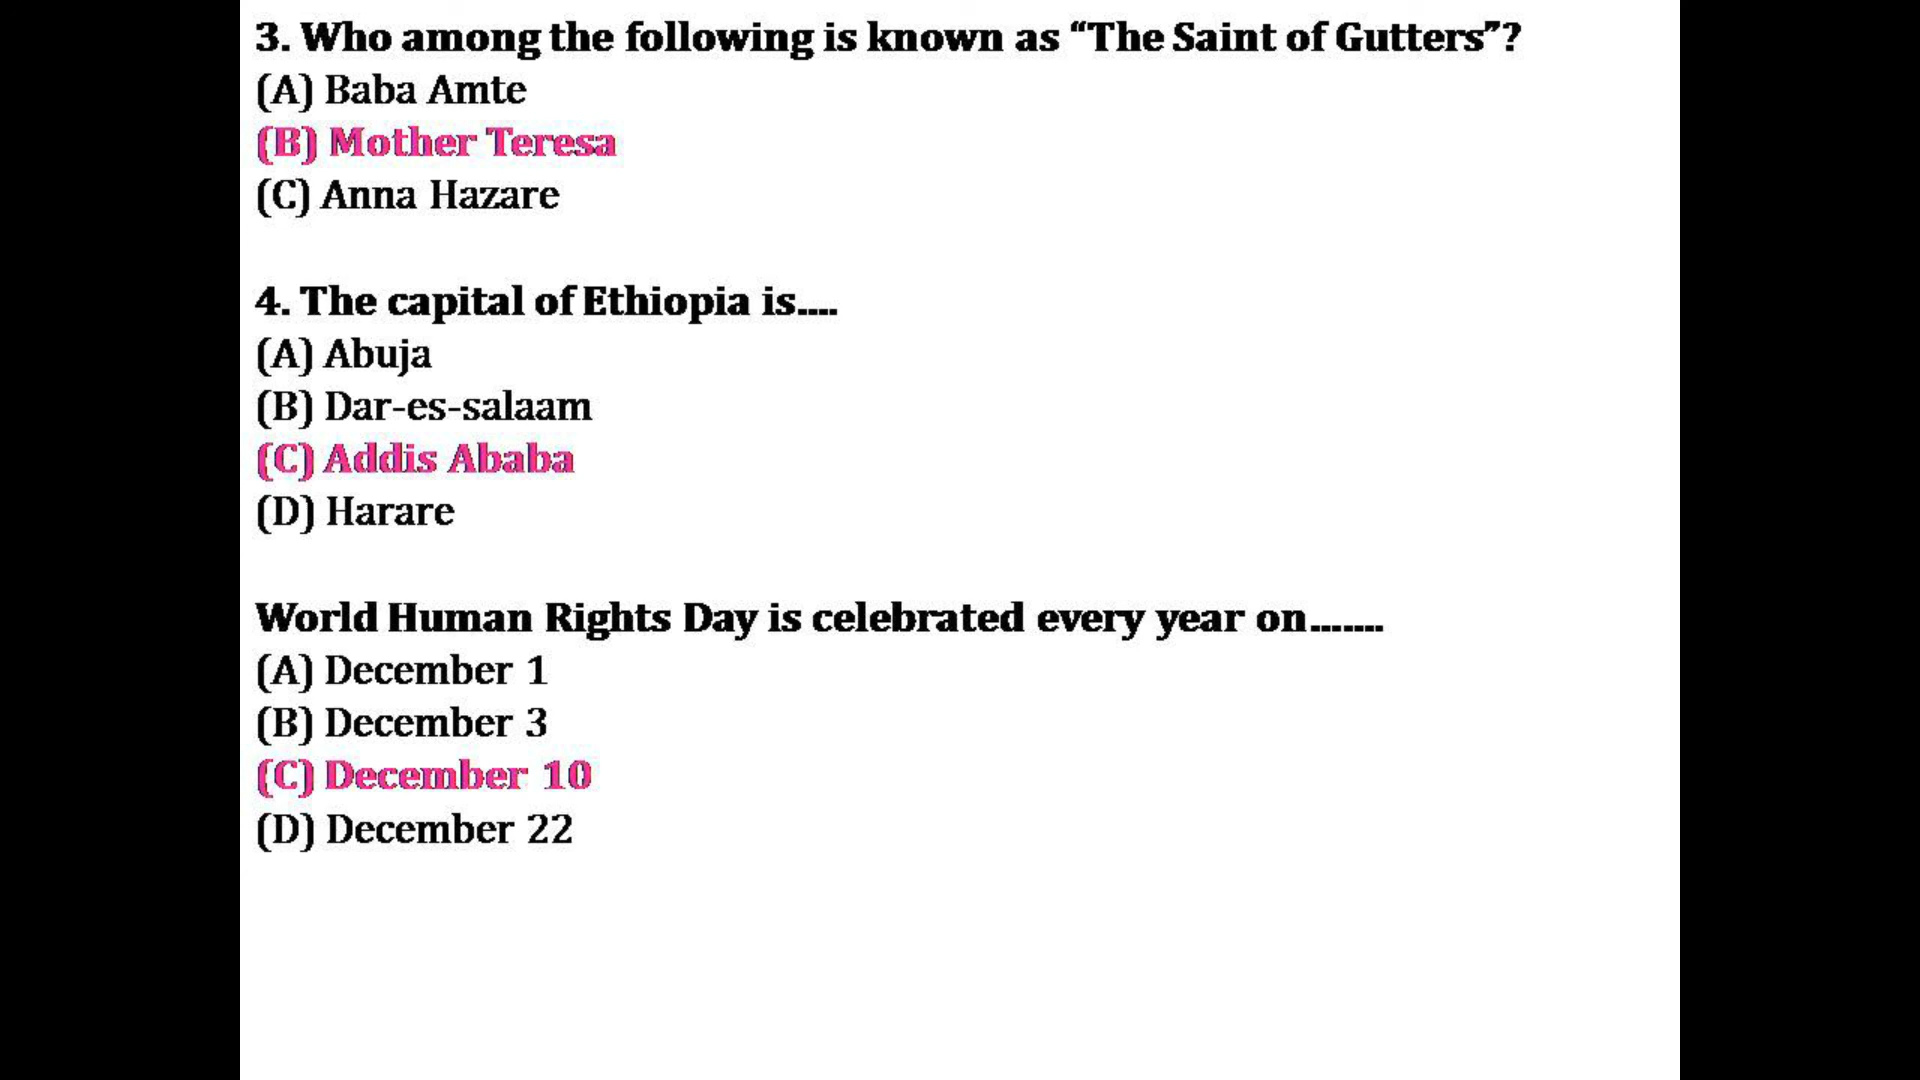 3. Who among the following is known as “The Saint of Gutters”?
(A) Baba Amte
(B) Mother Teresa
(C) Anna Hazare
4. The capital of Ethiopia is....
(A) Abuja
(B) Dar-es-salaam
(C) Addis Ababa
(D) Harare
World Human Rights Day is celebrated every year on.......
(A) December 1
(B) December 3
(C) December 10
(D) December 22